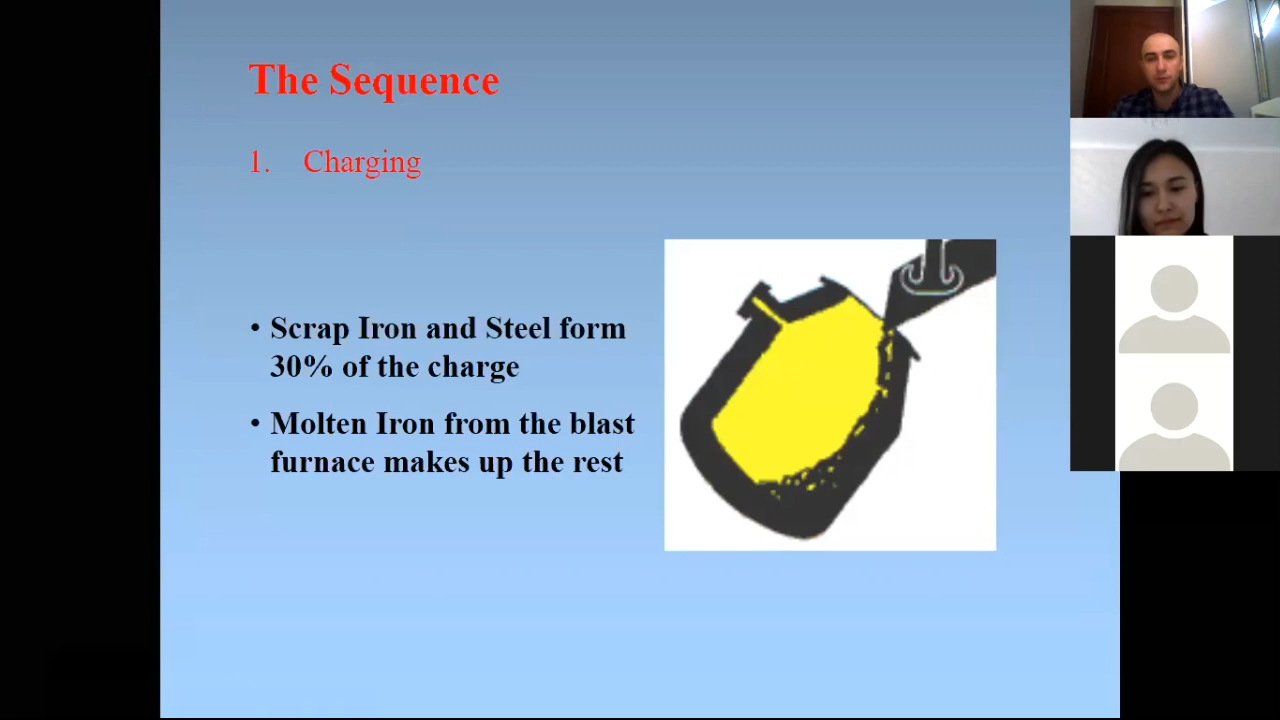 The Sequence
1. Charging
• Scrap Iron and Steel form
30% of the charge
• Molten Iron from the blast
furnace makes up the rest